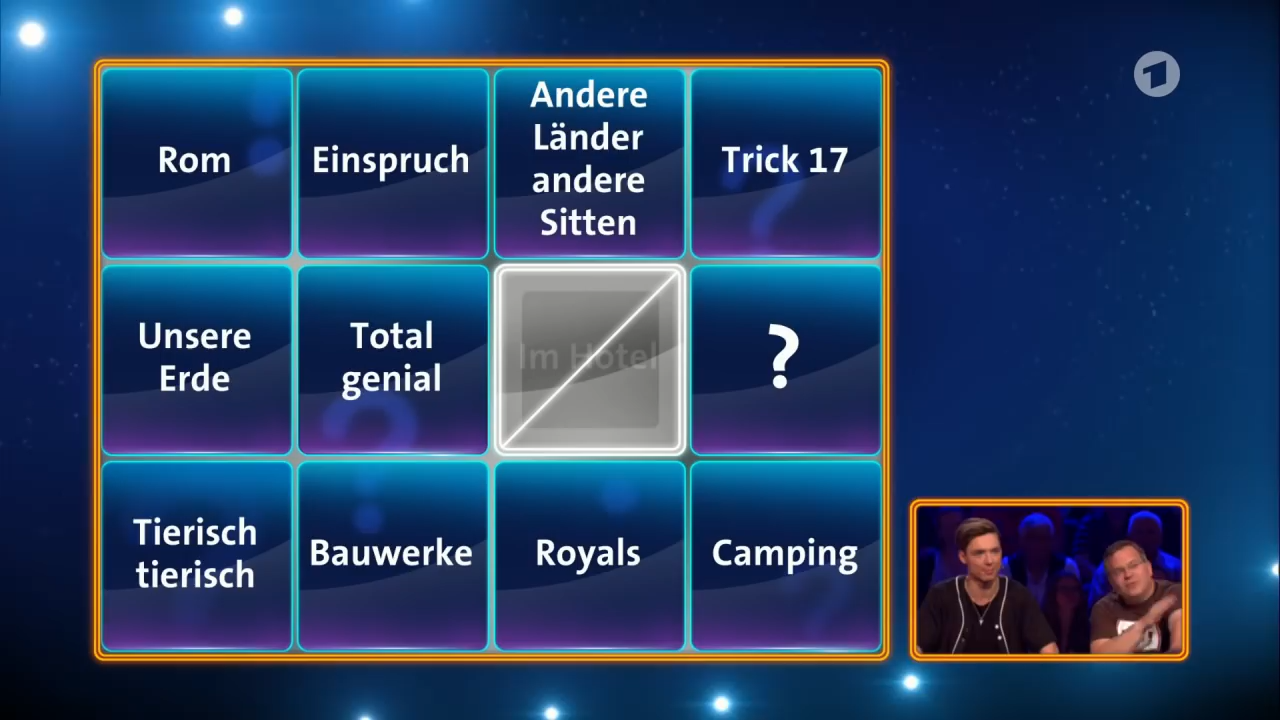 Rom
Einspruch
Andere
Länder
andere
Sitten
Trick 17
Unsere
Erde
Total
genial
Im Hotel
?
Tierisch
tierisch
Bauwerke
Royals
Camping
1